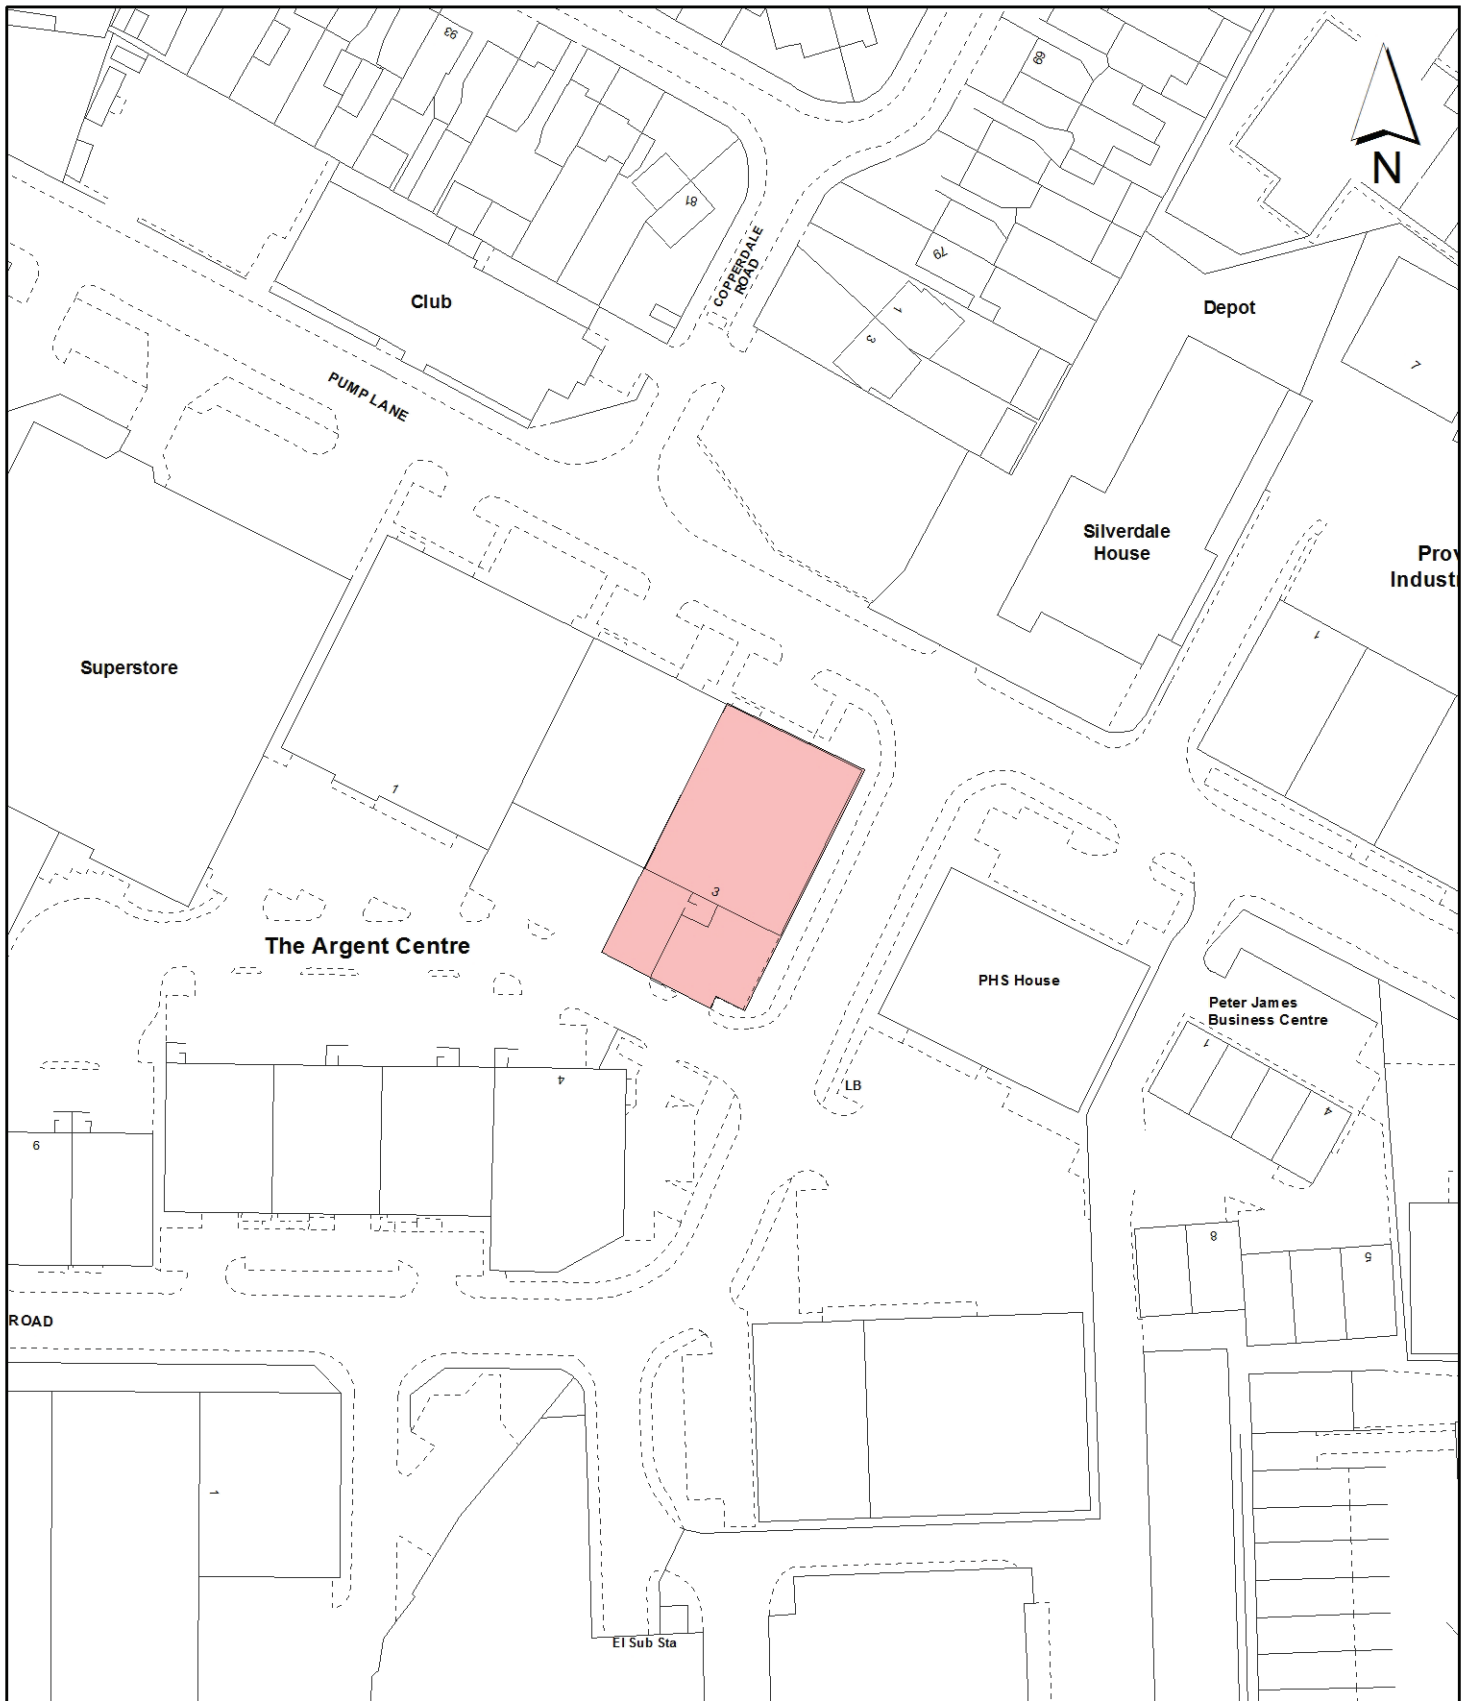 93
69
N
81
COPPERDALE
ROAD
79
Club
1
Depot
3
7
PUMP LANE
Silverdale
House
Prov
Industr
1
Superstore
1
3
The Argent Centre
PHS House
Peter James
Business Centre
1
4
LB
4
9
8
5
ROAD
1
El Sub Sta